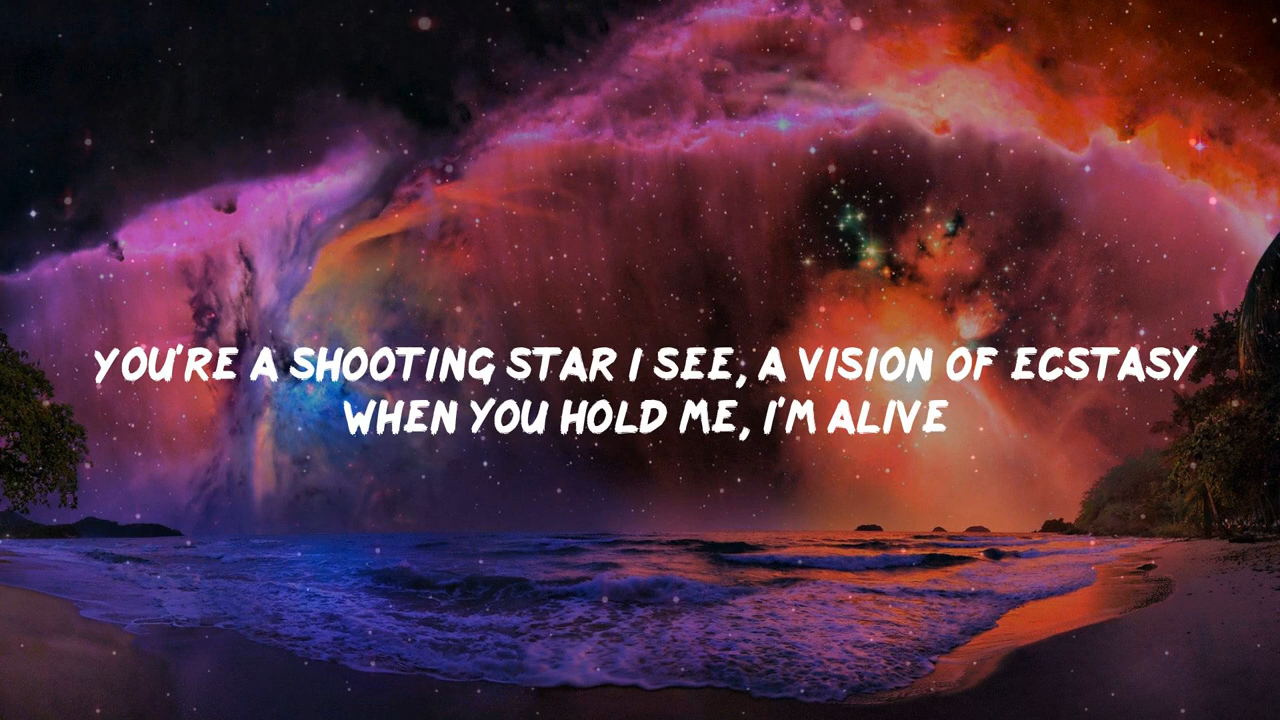 YOU'RE A SHOOTING STAR I SEE, A VISION OF ECSTASY
WHEN YOU HOLD ME, I'M ALIVE